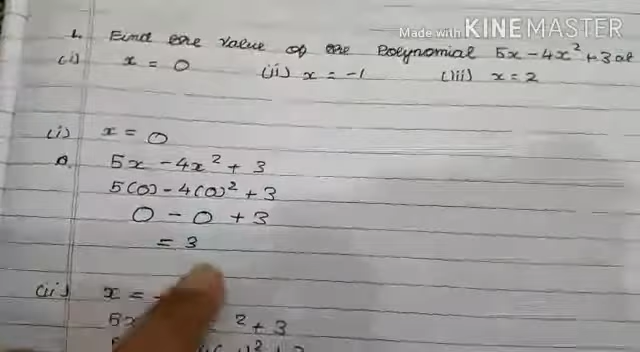 Made with KINEMASTER
1. Find the value of the Polynomial 5x - 4x² + 3 at
(i) x = 0 (ii) x = -1 (iii) x = 2
(i) x = 0
A. 5x - 4x² + 3
5(0) - 4(0)² + 3
0 - 0 + 3
= 3
(ii) x = -
5x ² + 3